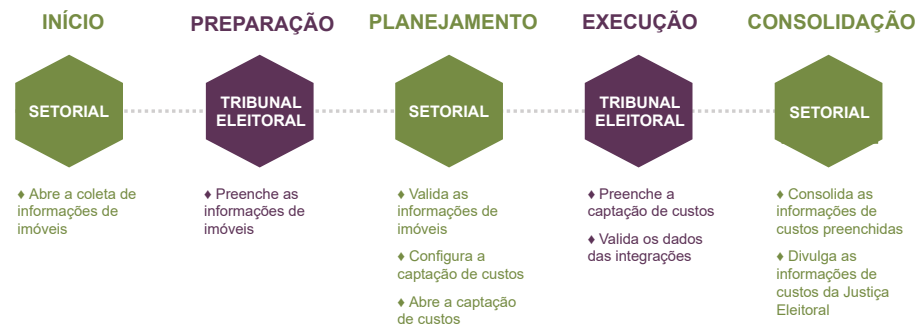 INÍCIO
PREPARAÇÃO
PLANEJAMENTO
EXECUÇÃO
CONSOLIDAÇÃO
SETORIAL
TRIBUNAL
ELEITORAL
SETORIAL
TRIBUNAL
ELEITORAL
SETORIAL
♦ Abre a coleta de
informações de
imóveis
♦ Preenche as
informações de
imóveis
♦ Valida as
informações de
imóveis
♦ Configura a
captação de custos
♦ Abre a captação
de custos
♦ Preenche a
captação de custos
♦ Valida os dados
das integrações
♦ Consolida as
informações de
custos preenchidas
♦ Divulga as
informações de
custos da Justiça
Eleitoral